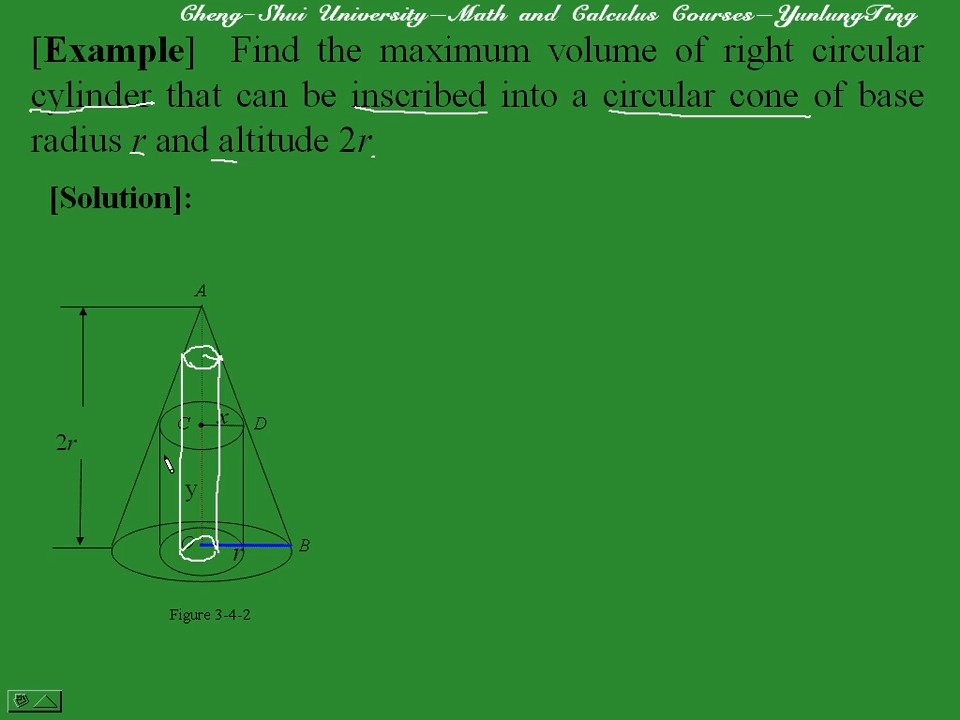 Cheng-Shui University-Math and Calculus Courses-YunlungTing
[Example] Find the maximum volume of right circular
cylinder that can be inscribed into a circular cone of base
radius r and altitude 2r
[Solution]:
A
C x D
2r
y
O r B
Figure 3-4-2